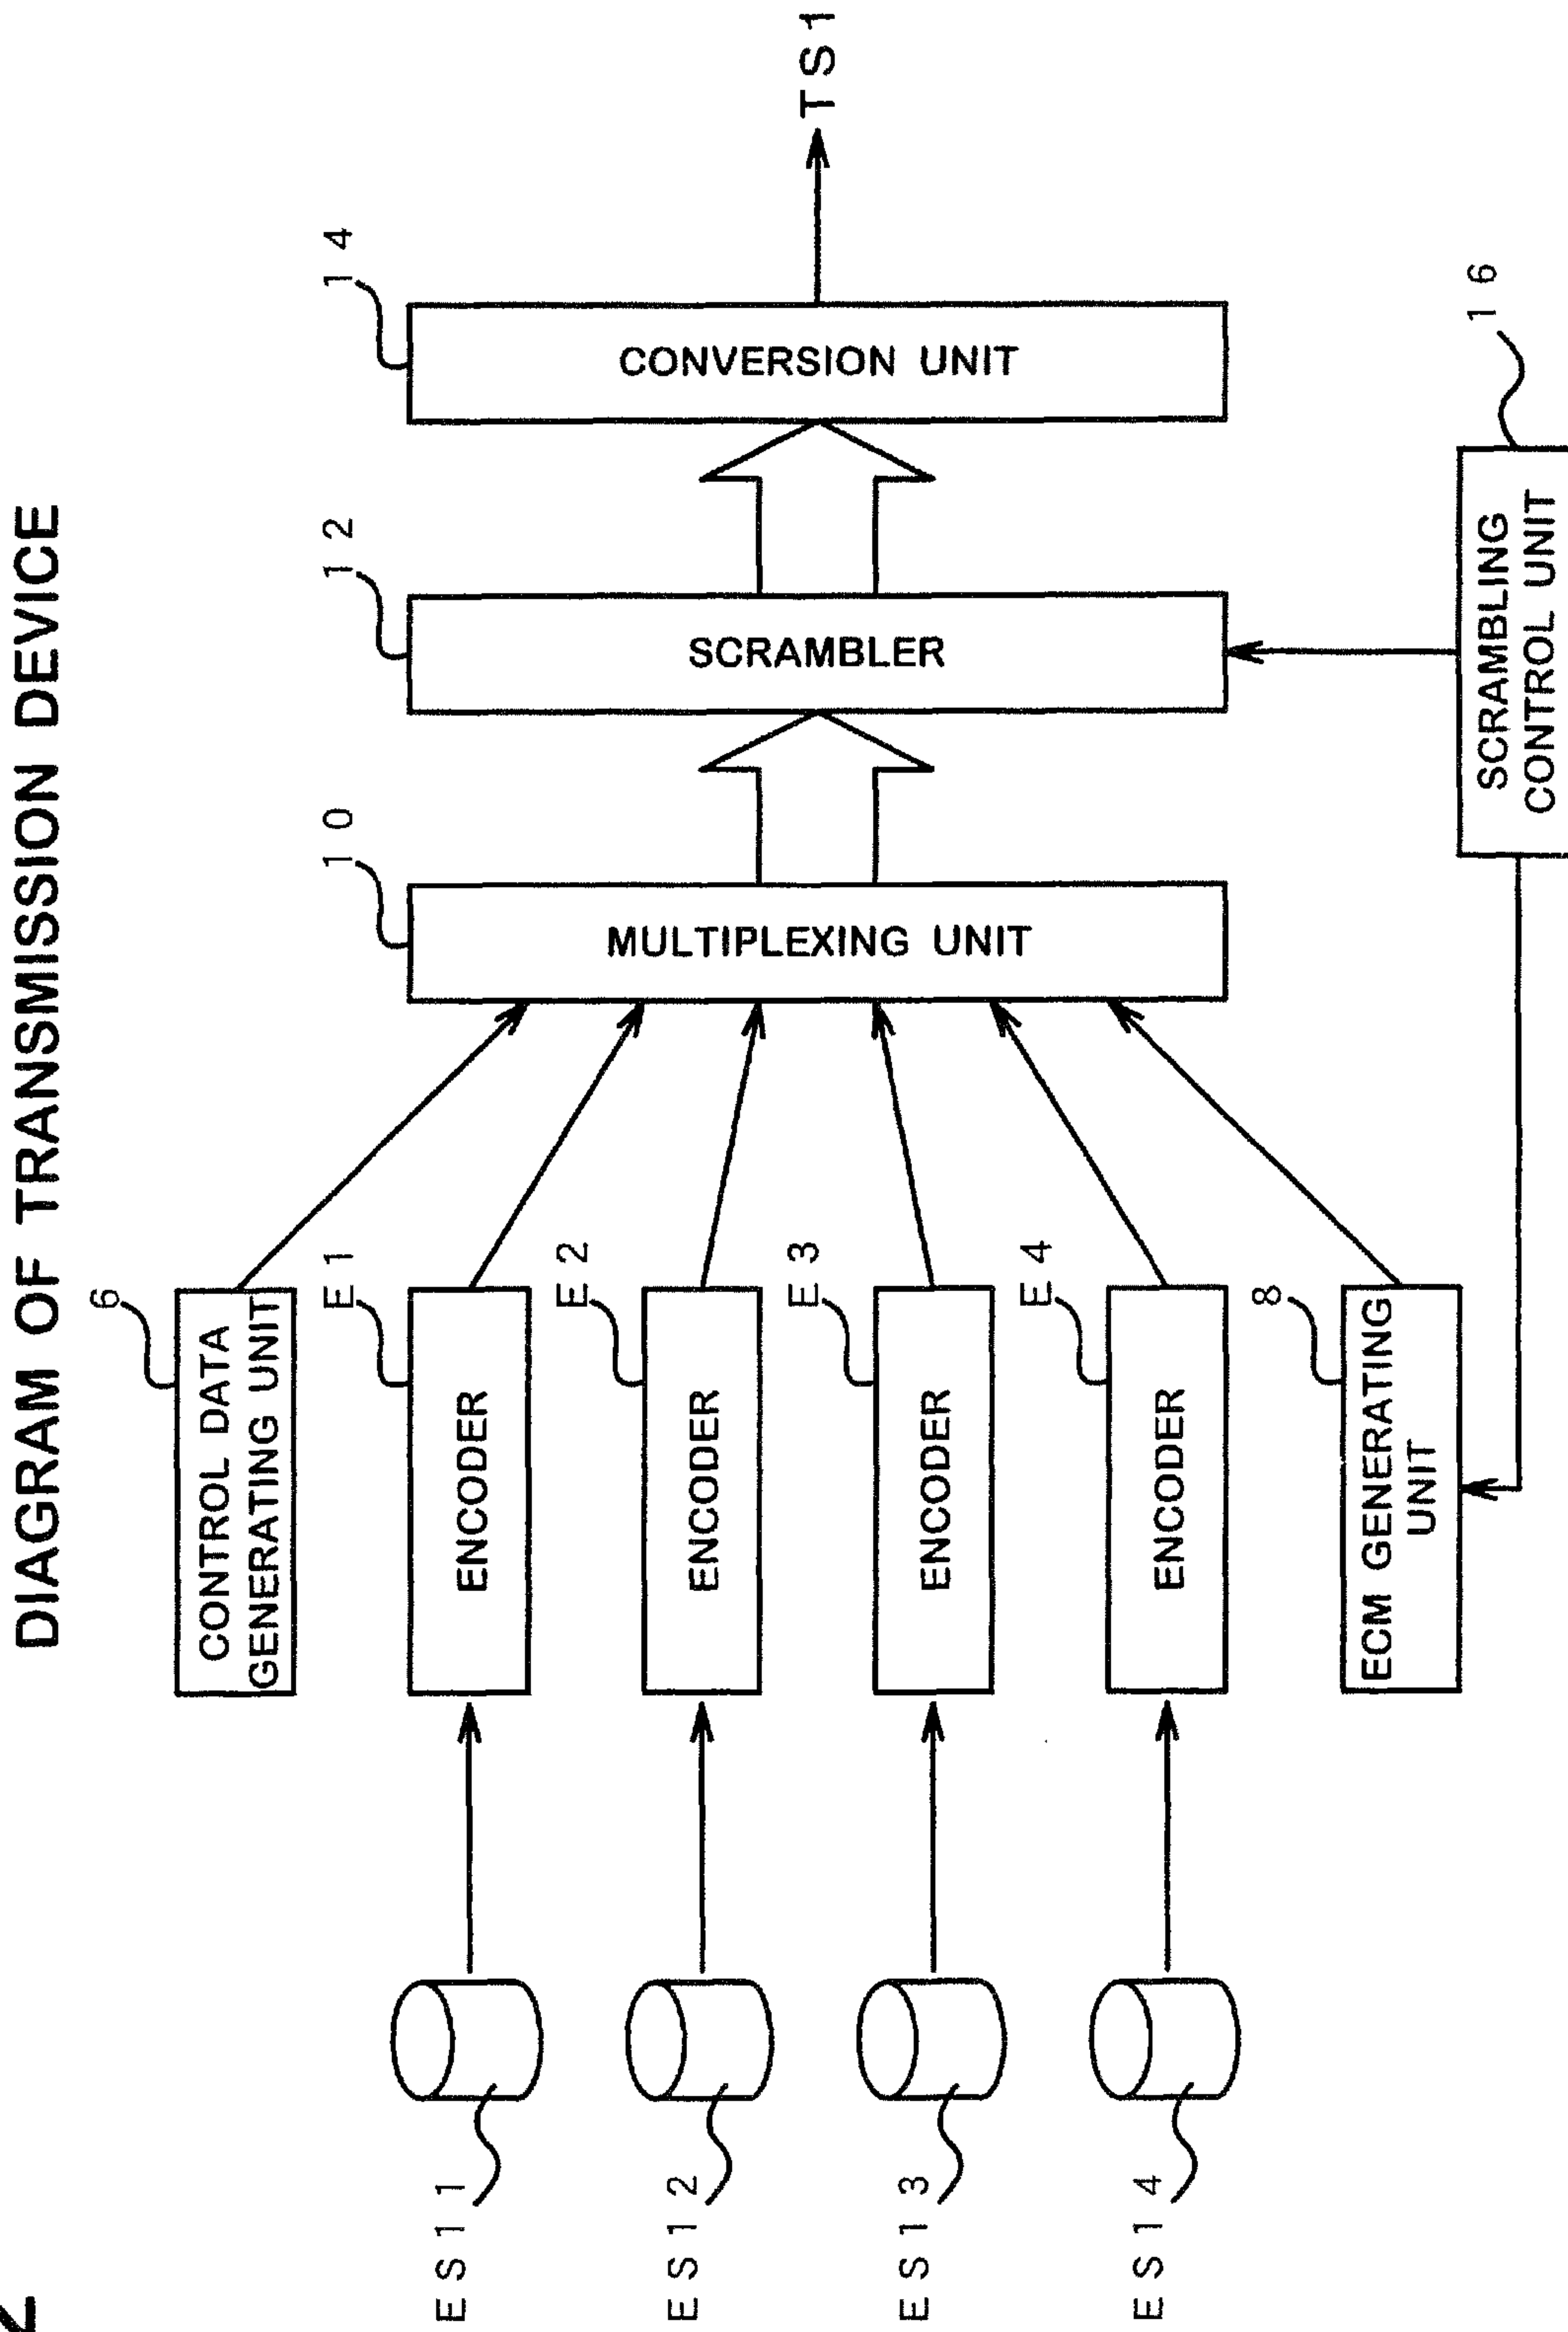 2
DIAGRAM OF TRANSMISSION DEVICE
6
CONTROL DATA
GENERATING UNIT
ES11
E1
ENCODER
ES12
E2
ENCODER
ES13
E3
ENCODER
ES14
E4
ENCODER
8
ECM GENERATING
UNIT
10
MULTIPLEXING UNIT
12
SCRAMBLER
14
CONVERSION UNIT
TS1
16
SCRAMBLING
CONTROL UNIT